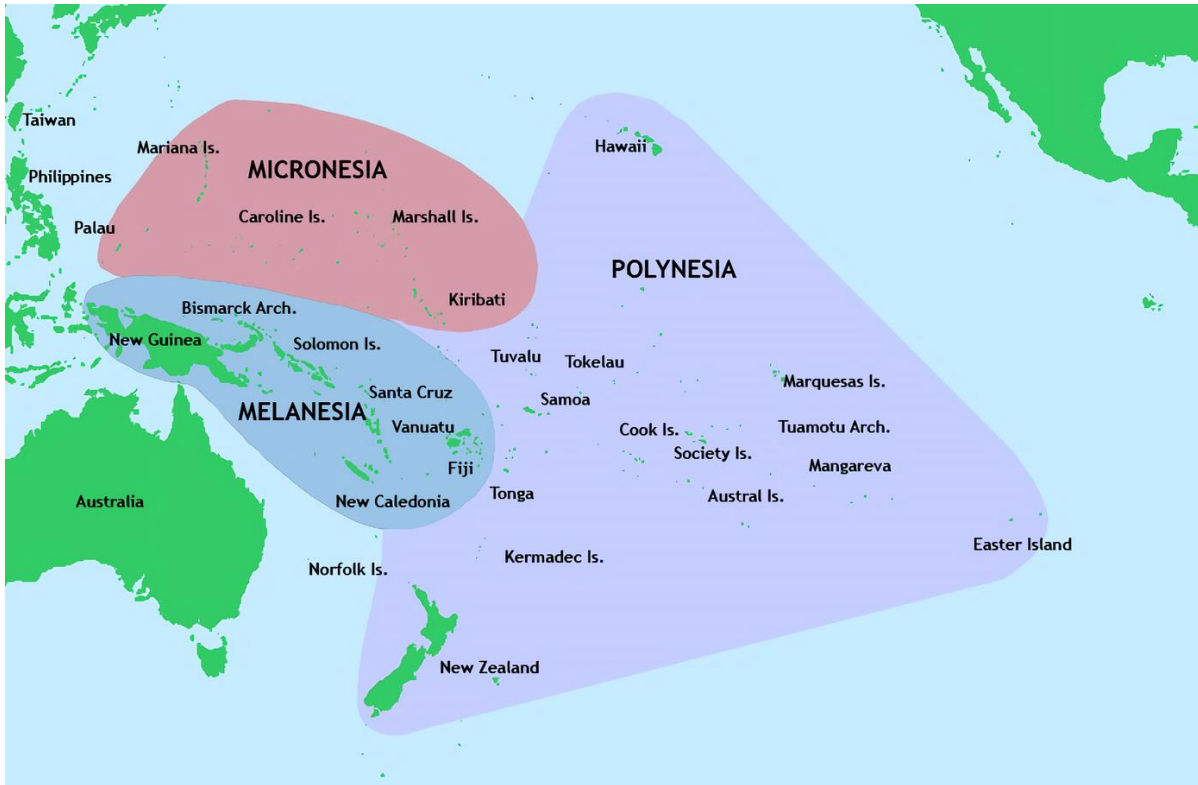 Taiwan
Hawaii
Mariana Is.
MICRONESIA
Philippines
Caroline Is.
Marshall Is.
Palau
POLYNESIA
Kiribati
Bismarck Arch.
New Guinea
Solomon Is.
Tuvalu
Tokelau
Marquesas Is.
Santa Cruz
Samoa
MELANESIA
Vanuatu
Cook Is.
Tuamotu Arch.
Society Is.
Fiji
Mangareva
Tonga
Austral Is.
Australia
New Caledonia
Easter Island
Kermadec Is.
Norfolk Is.
New Zealand